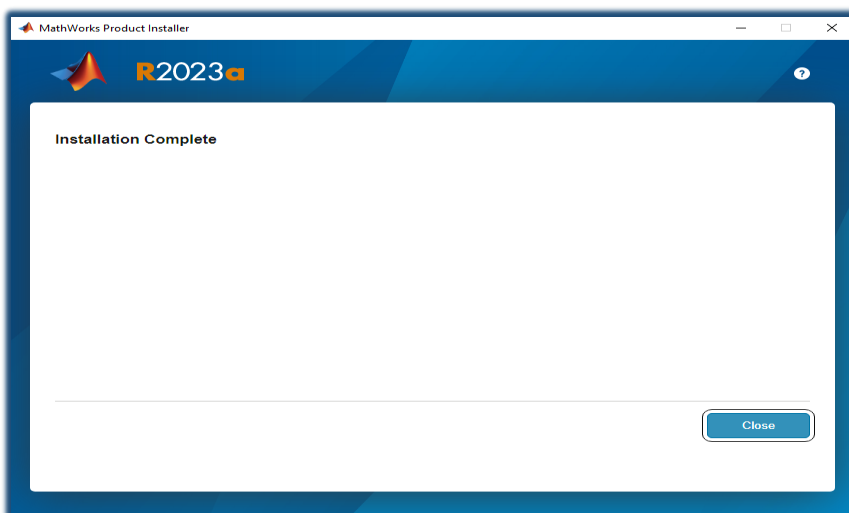 MathWorks Product Installer
R2023a
?
Installation Complete
Close